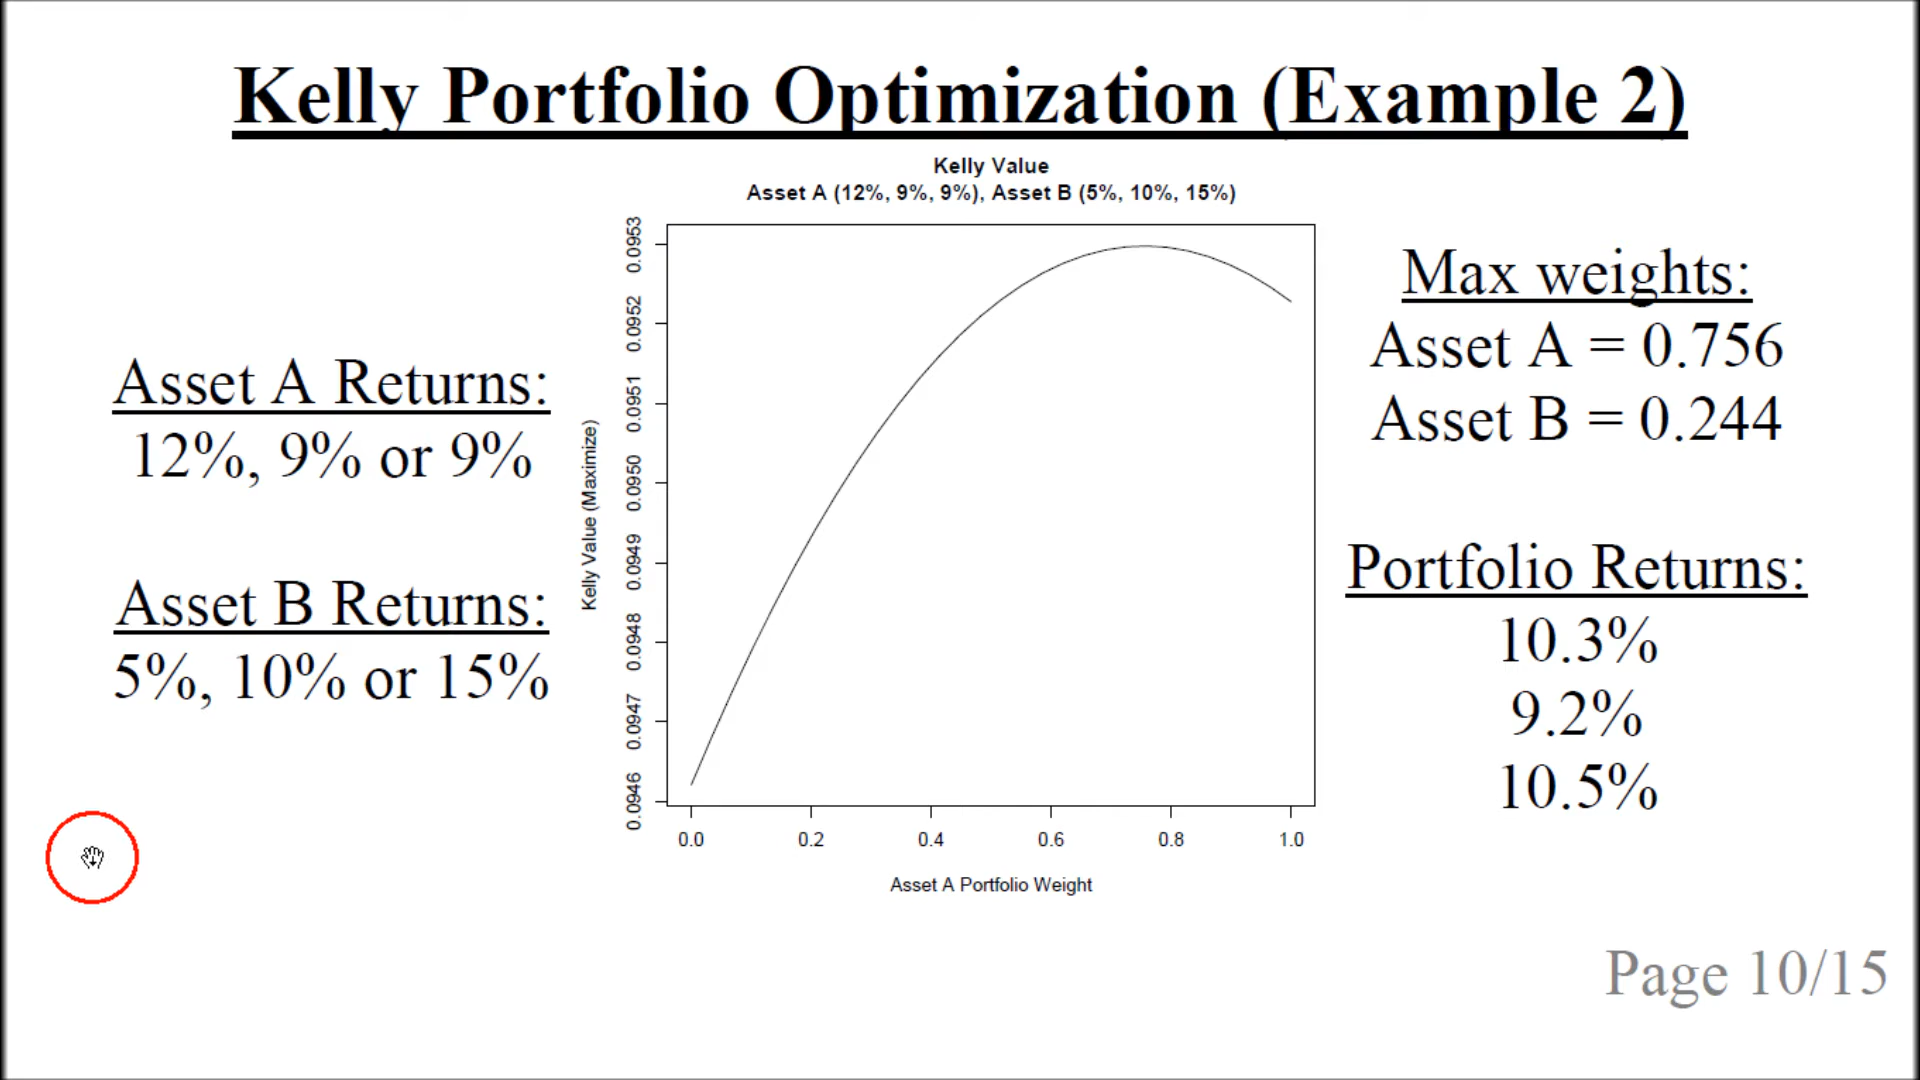 Kelly Portfolio Optimization (Example 2)
Asset A Returns:
12%, 9% or 9%
Asset B Returns:
5%, 10% or 15%
Kelly Value
Asset A (12%, 9%, 9%), Asset B (5%, 10%, 15%)
Kelly Value (Maximize)
0.0953
0.0952
0.0951
0.0950
0.0949
0.0948
0.0947
0.0946
0.0 0.2 0.4 0.6 0.8 1.0
Asset A Portfolio Weight
Max weights:
Asset A = 0.756
Asset B = 0.244
Portfolio Returns:
10.3%
9.2%
10.5%
Page 10/15